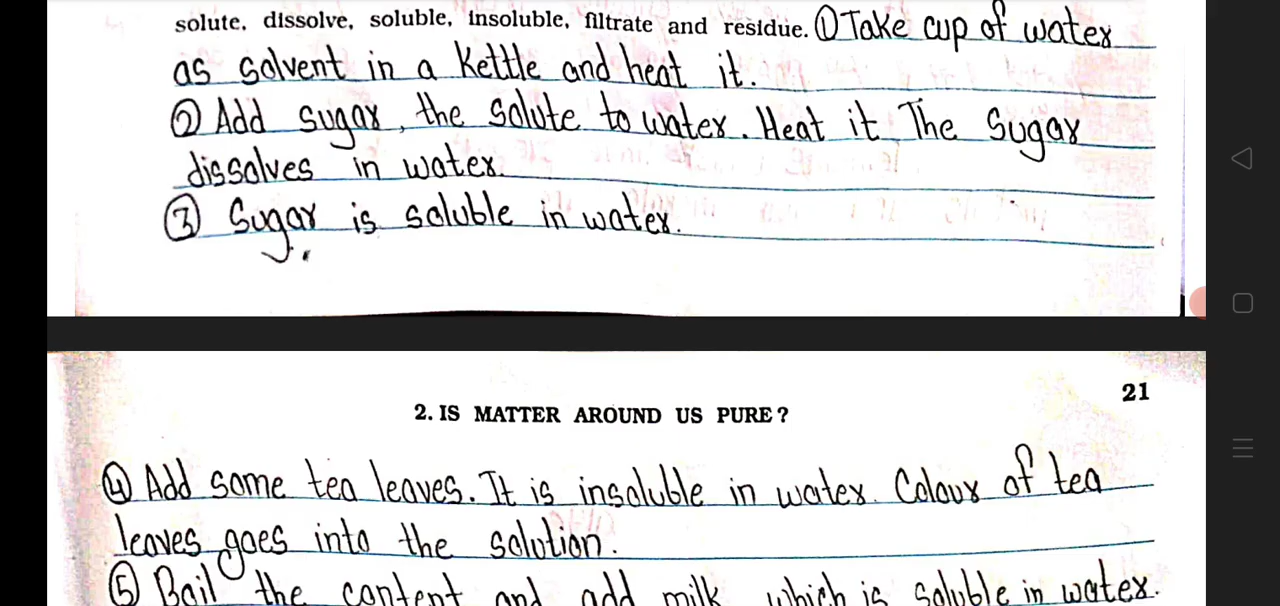 solute, dissolve, soluble, insoluble, filtrate and residue. ① Take cup of water
as solvent in a kettle and heat it.
② Add sugar, the solute to water. Heat it The sugar
dissolves in water.
③ Sugar is soluble in water.
21
2. IS MATTER AROUND US PURE?
④ Add some tea leaves. It is insoluble in water. Colour of tea
leaves goes into the solution.
⑤ Boil the content and add milk which is soluble in water.